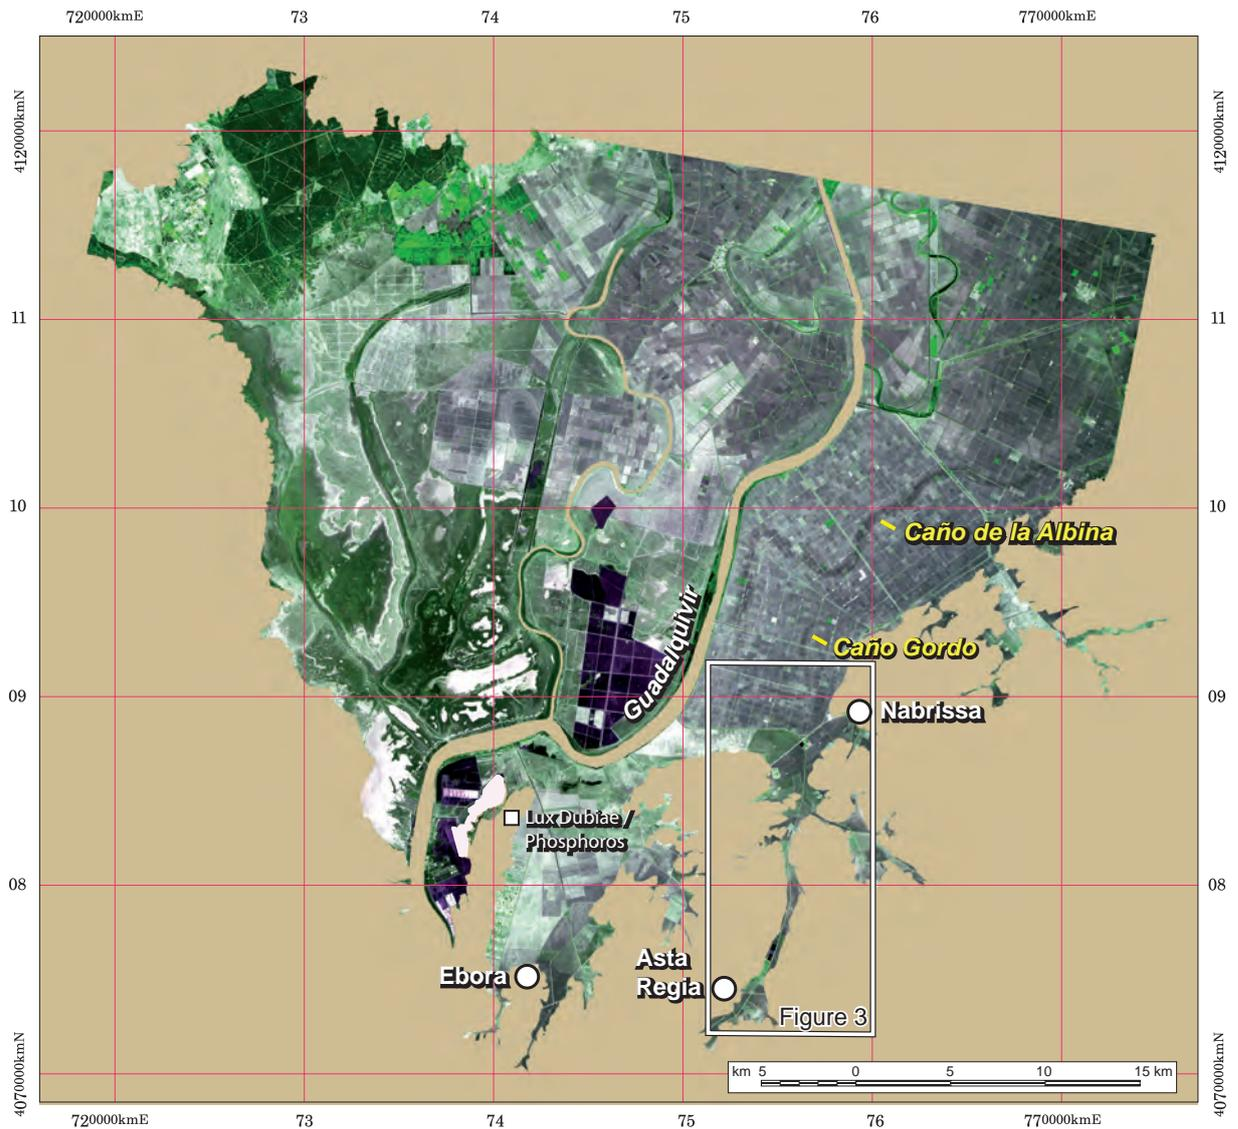 720000kmE 73 74 75 76 770000kmE
4120000kmN
4120000kmN
11
11
10
10
Caño de la Albina
Guadalquivir
Caño Gordo
09
09
Nabrissa
Lux Dubiae /
Phosphoros
08
08
Asta
Regia
Ebora
Figure 3
4070000kmN
4070000kmN
km 5 0 5 10 15 km
720000kmE 73 74 75 76 770000kmE